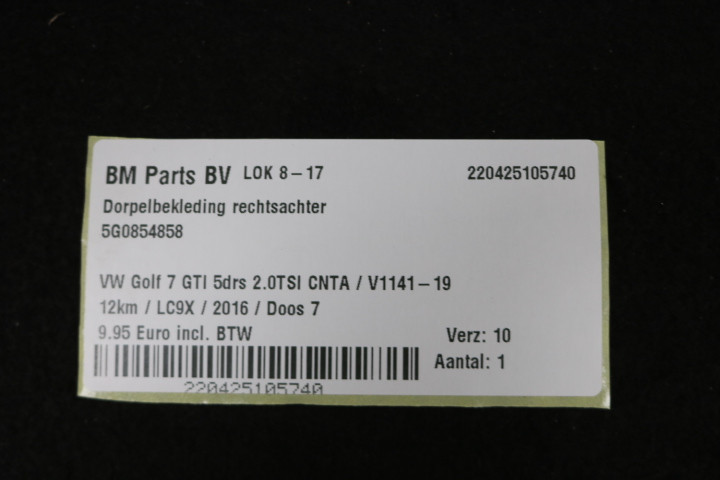 BM Parts BV LOK 8-17 220425105740
Dorpelbekleding rechtsachter
5G0854858
VW Golf 7 GTI 5drs 2.0TSI CNTA / V1141-19
12km / LC9X / 2016 / Doos 7
9.95 Euro incl. BTW Verz: 10
Aantal: 1
220425105740